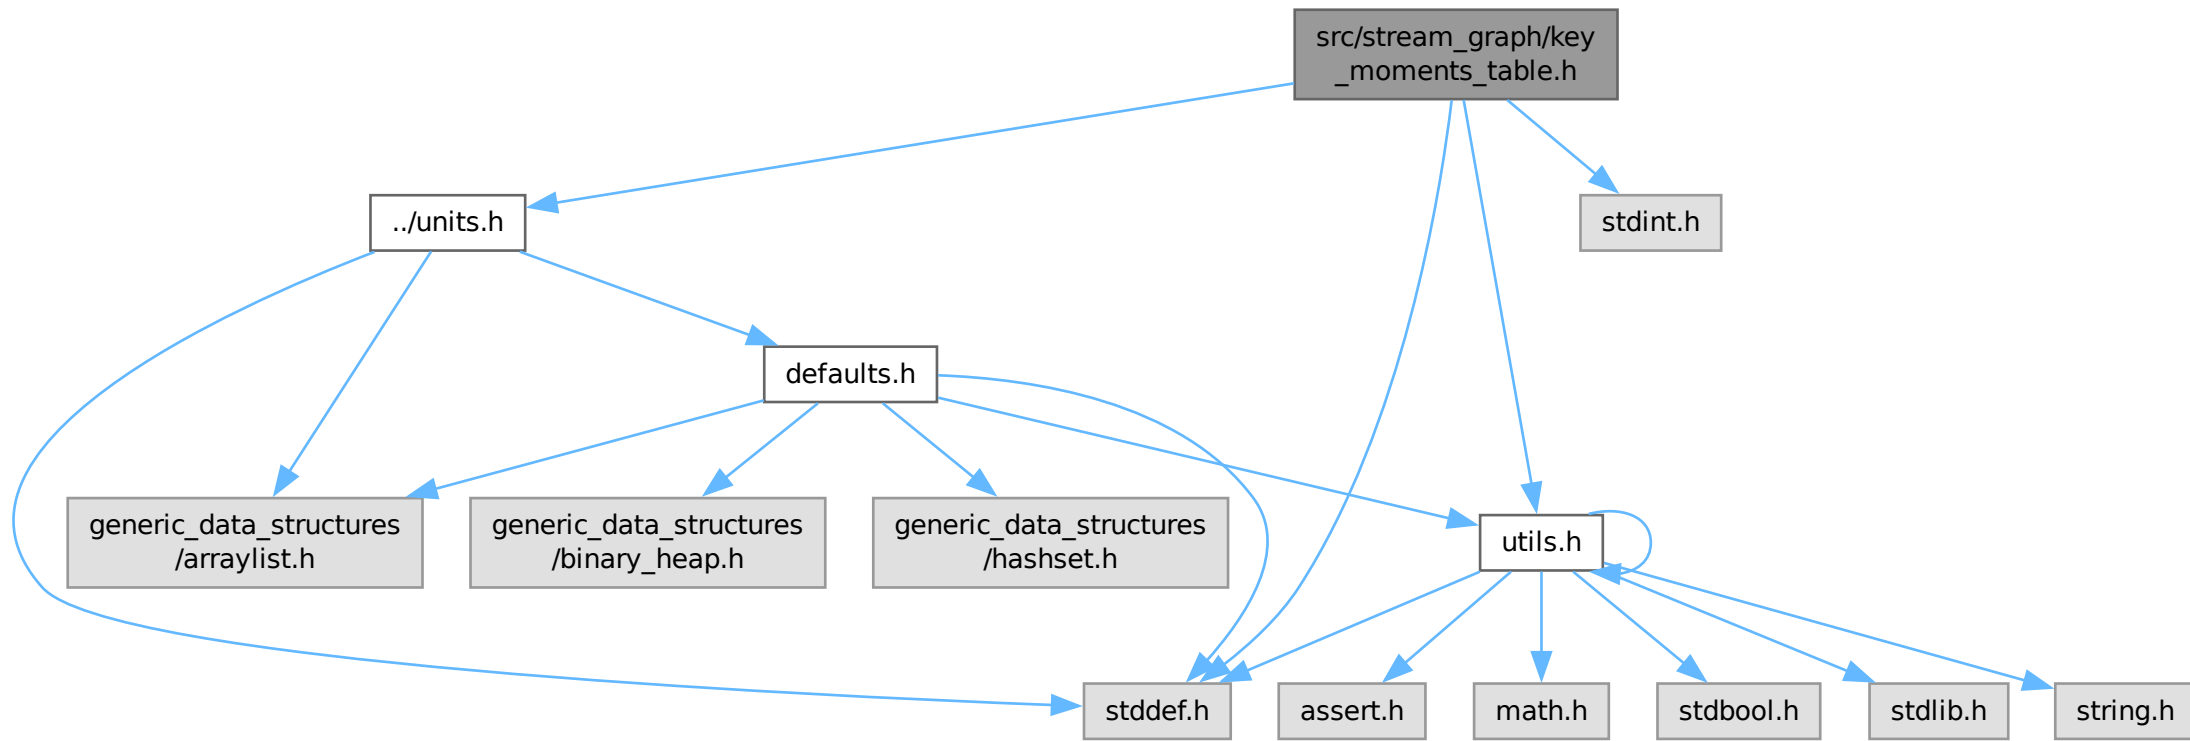 src/stream_graph/key
_moments_table.h
../units.h
stdint.h
defaults.h
generic_data_structures
/arraylist.h
generic_data_structures
/binary_heap.h
generic_data_structures
/hashset.h
utils.h
stddef.h
assert.h
math.h
stdbool.h
stdlib.h
string.h